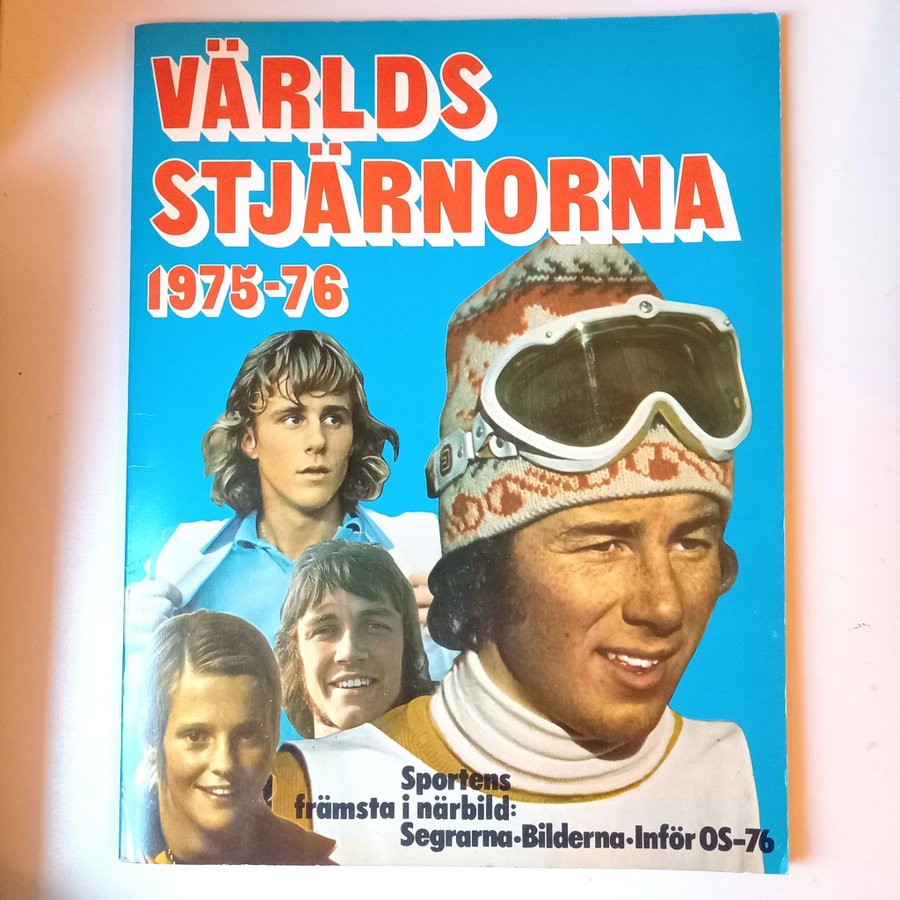 VÄRLDS
STJÄRNORNA
1975-76
Sportens
främsta i närbild:
Segrarna•Bilderna•Inför OS-76